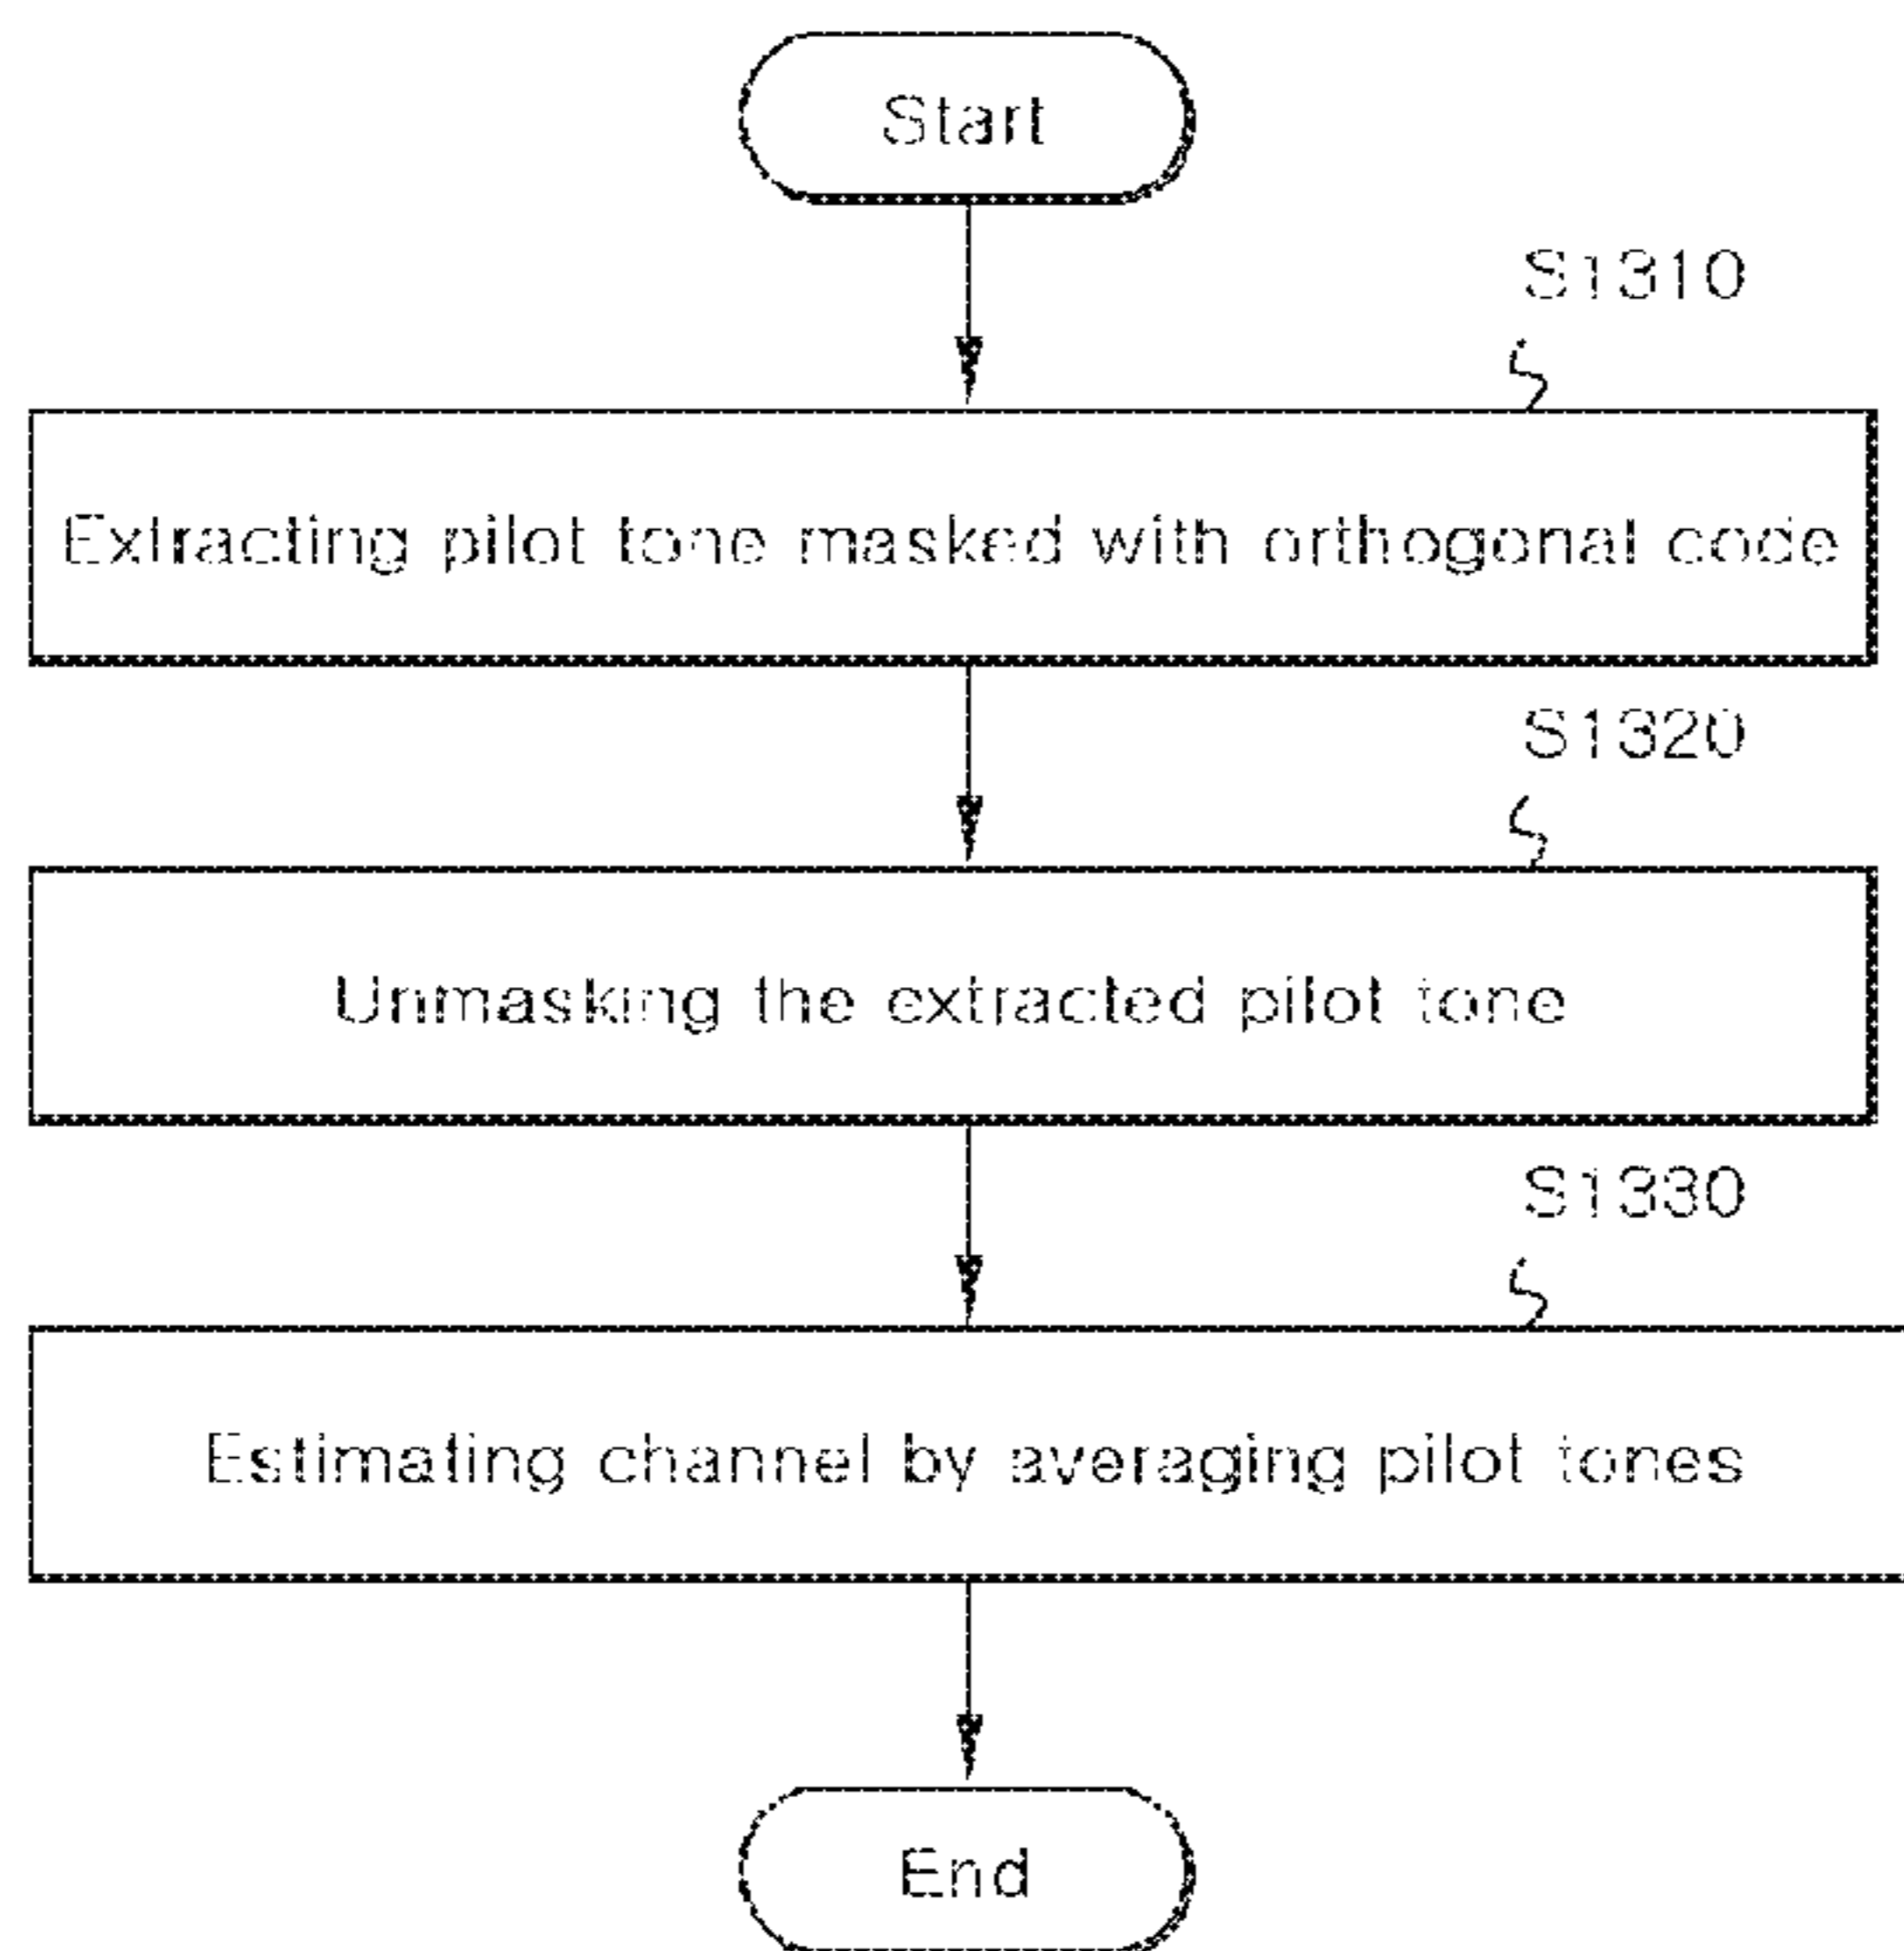 Start
S1310
Extracting pilot tone masked with orthogonal code
S1320
Unmasking the extracted pilot tone
S1330
Estimating channel by averaging pilot tones
End